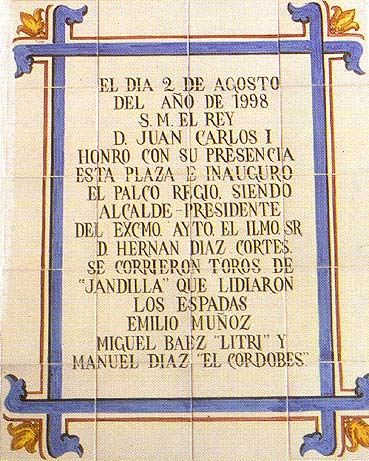 EL DIA 2 DE AGOSTO
DEL AÑO DE 1998
S. M. EL REY
D. JUAN CARLOS I
HONRO CON SU PRESENCIA
ESTA PLAZA E INAUGURO
EL PALCO REGIO, SIENDO
ALCALDE-PRESIDENTE
DEL EXCMO. AYTO, EL ILMO. SR
D. HERNAN DIAZ CORTES.
SE CORRIERON TOROS DE
"JANDILLA" QUE LIDIARON
LOS ESPADAS
EMILIO MUÑOZ
MIGUEL BAEZ "LITRI" Y
MANUEL DIAZ "EL CORDOBES".